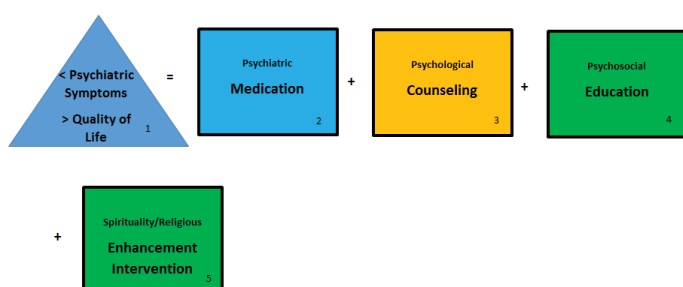 < Psychiatric
Symptoms
> Quality of
Life
1
=
Psychiatric
Medication
2
+
Psychological
Counseling
3
+
Psychosocial
Education
4
+
Spirituality/Religious
Enhancement
Intervention
5